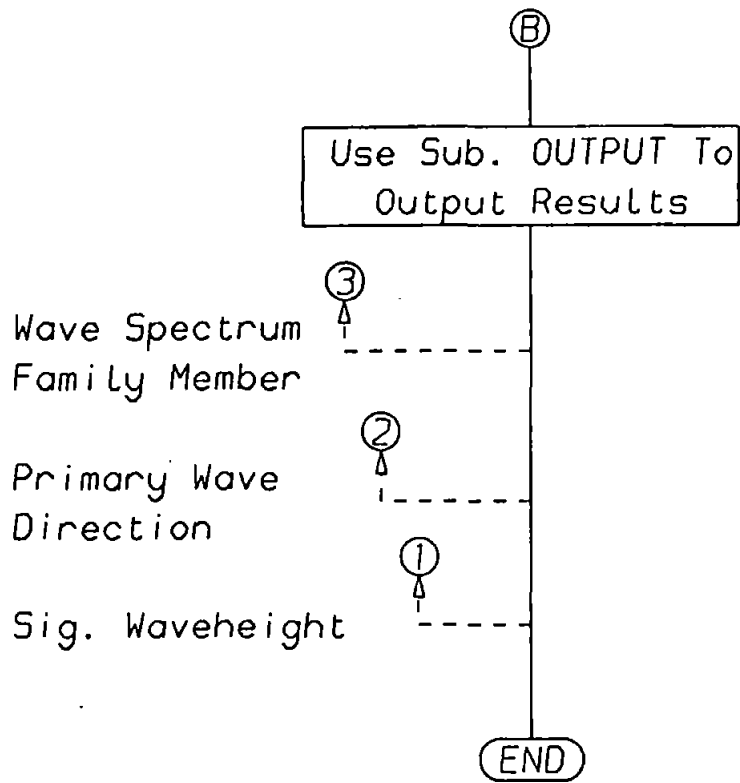 B
Use Sub. OUTPUT To
Output Results
3
Wave Spectrum
Family Member
2
Primary Wave
Direction
1
Sig. Waveheight
END